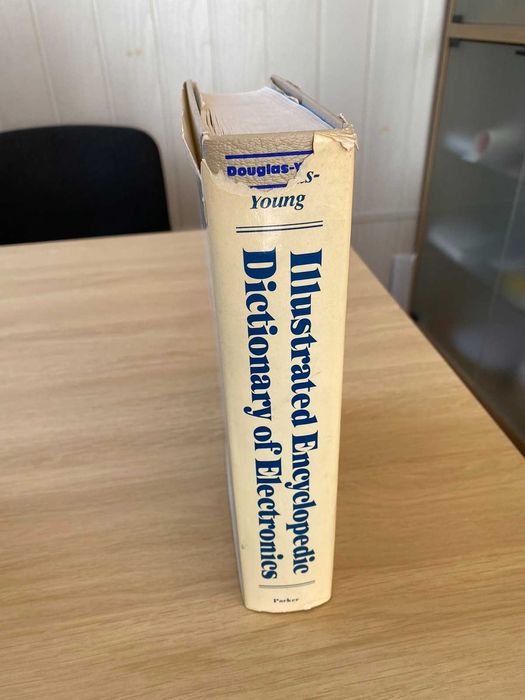 Douglas-Y
s-
Young
Illustrated Encyclopedic
Dictionary of Electronics
Parker